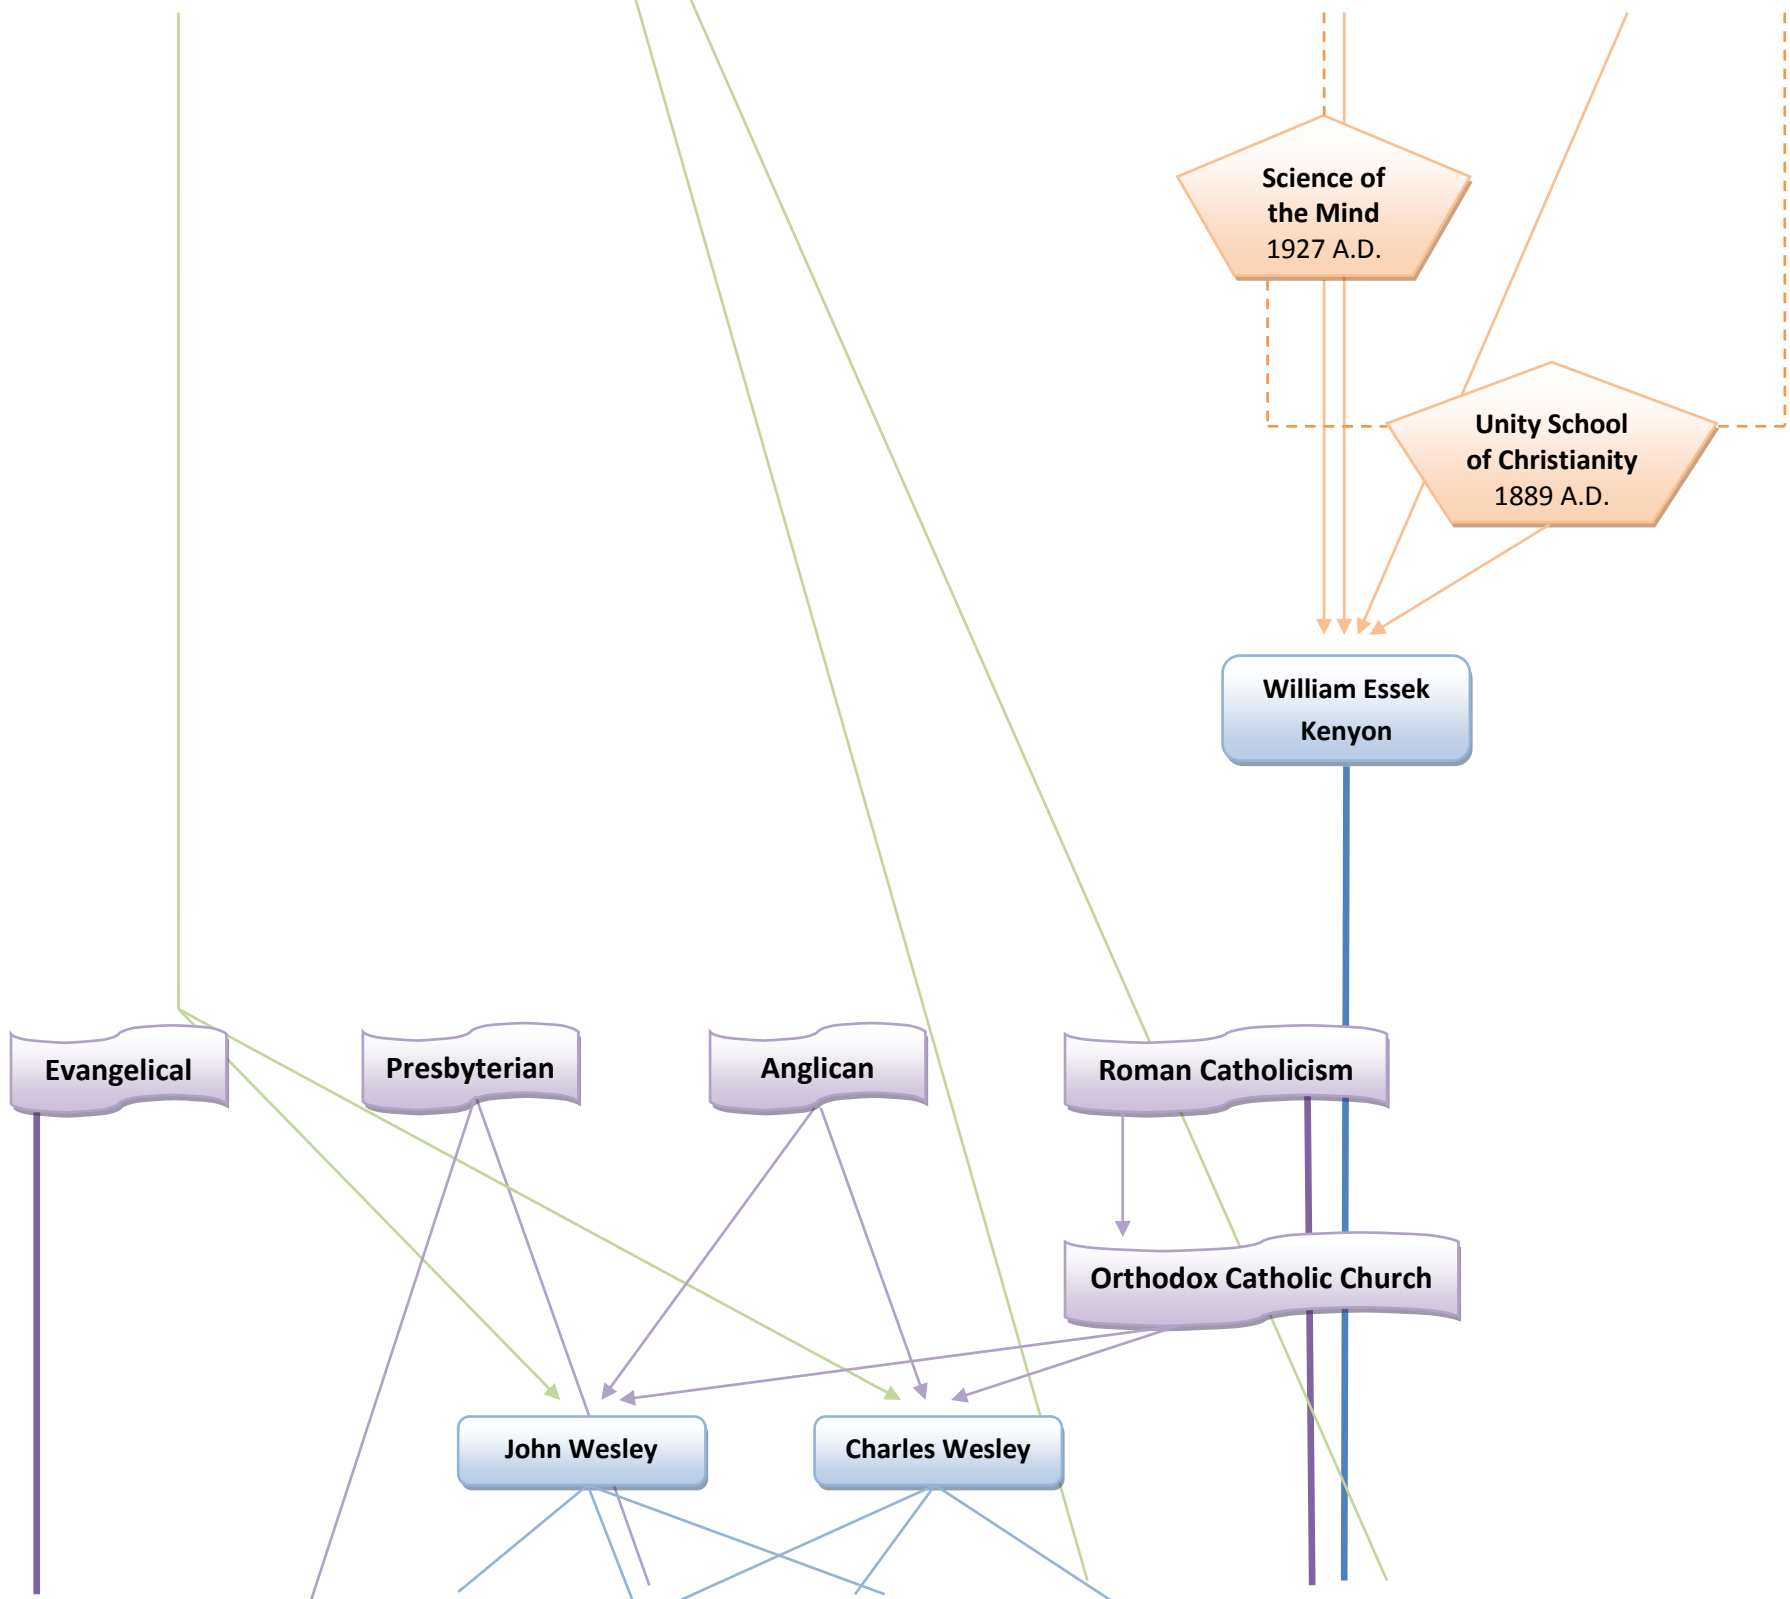 Science of
the Mind
1927 A.D.
Unity School
of Christianity
1889 A.D.
William Essek
Kenyon
Evangelical
Presbyterian
Anglican
Roman Catholicism
Orthodox Catholic Church
John Wesley
Charles Wesley